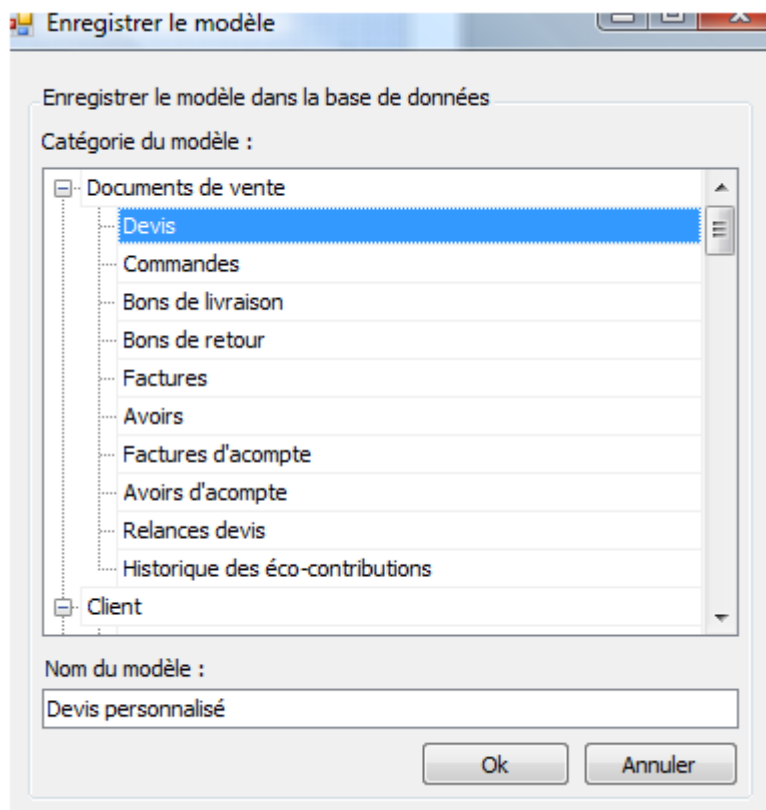 Enregistrer le modèle
Enregistrer le modèle dans la base de données
Catégorie du modèle :
Documents de vente
Devis
Commandes
Bons de livraison
Bons de retour
Factures
Avoirs
Factures d'acompte
Avoirs d'acompte
Relances devis
Historique des éco-contributions
Client
Nom du modèle :
Devis personnalisé
Ok Annuler